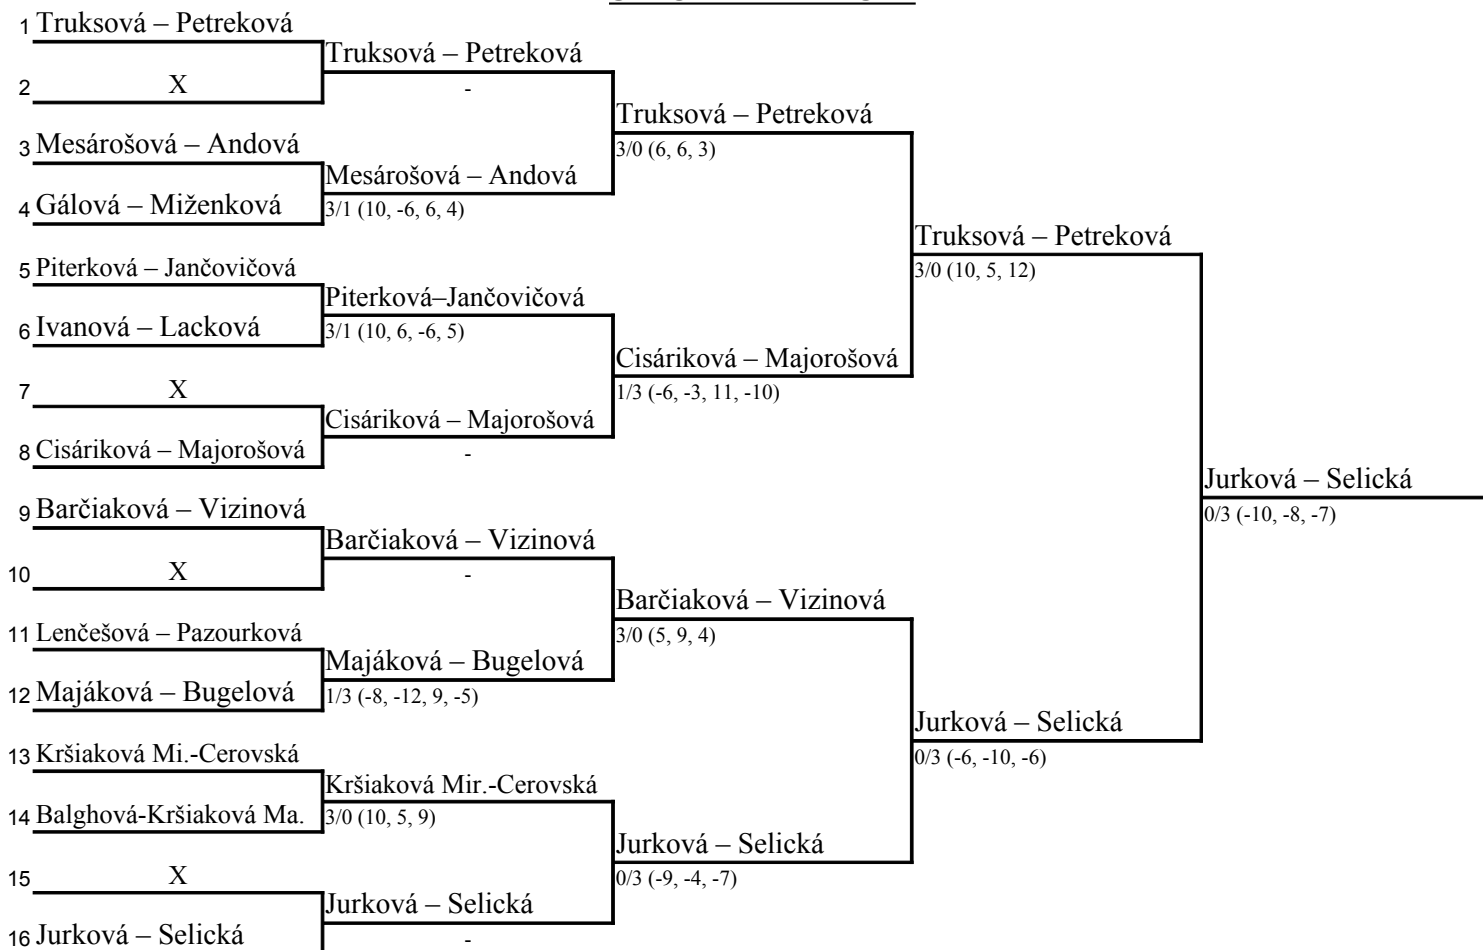 1 Truksová – Petreková
Truksová – Petreková
2 X
-
Truksová – Petreková
3 Mesárošová – Andová
3/0 (6, 6, 3)
Mesárošová – Andová
4 Gálová – Miženková
3/1 (10, -6, 6, 4)
Truksová – Petreková
5 Piterková – Jančovičová
3/0 (10, 5, 12)
Piterková–Jančovičová
6 Ivanová – Lacková
3/1 (10, 6, -6, 5)
Cisáriková – Majorošová
7 X
1/3 (-6, -3, 11, -10)
Cisáriková – Majorošová
8 Cisáriková – Majorošová
-
Jurková – Selická
9 Barčiaková – Vizinová
0/3 (-10, -8, -7)
Barčiaková – Vizinová
10 X
-
Barčiaková – Vizinová
11 Lenčešová – Pazourková
3/0 (5, 9, 4)
Majáková – Bugelová
12 Majáková – Bugelová
1/3 (-8, -12, 9, -5)
Jurková – Selická
13 Kršiaková Mi.-Cerovská
0/3 (-6, -10, -6)
Kršiaková Mir.-Cerovská
14 Balghová-Kršiaková Ma.
3/0 (10, 5, 9)
Jurková – Selická
15 X
0/3 (-9, -4, -7)
Jurková – Selická
16 Jurková – Selická
-